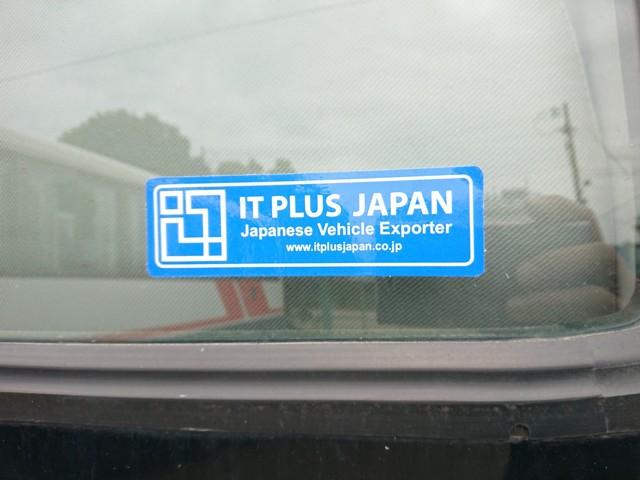 IT PLUS JAPAN
Japanese Vehicle Exporter
www.itplusjapan.co.jp